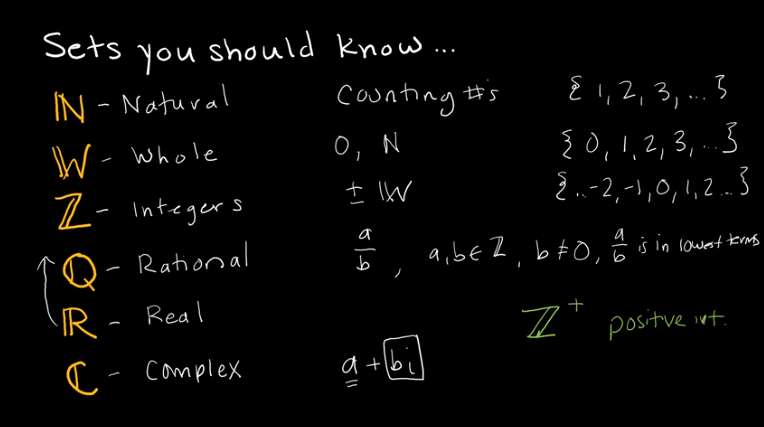 Sets you should know...
ℕ - Natural Counting #s { 1, 2, 3, ... }
𝕎 - Whole 0, ℕ { 0, 1, 2, 3, ... }
ℤ - Integers ± 𝕎 { ...-2, -1, 0, 1, 2... }
ℚ - Rational a/b, a,b ∈ ℤ, b ≠ 0, a/b is in lowest terms
ℝ - Real ℤ⁺ positive int.
ℂ - Complex a + bi